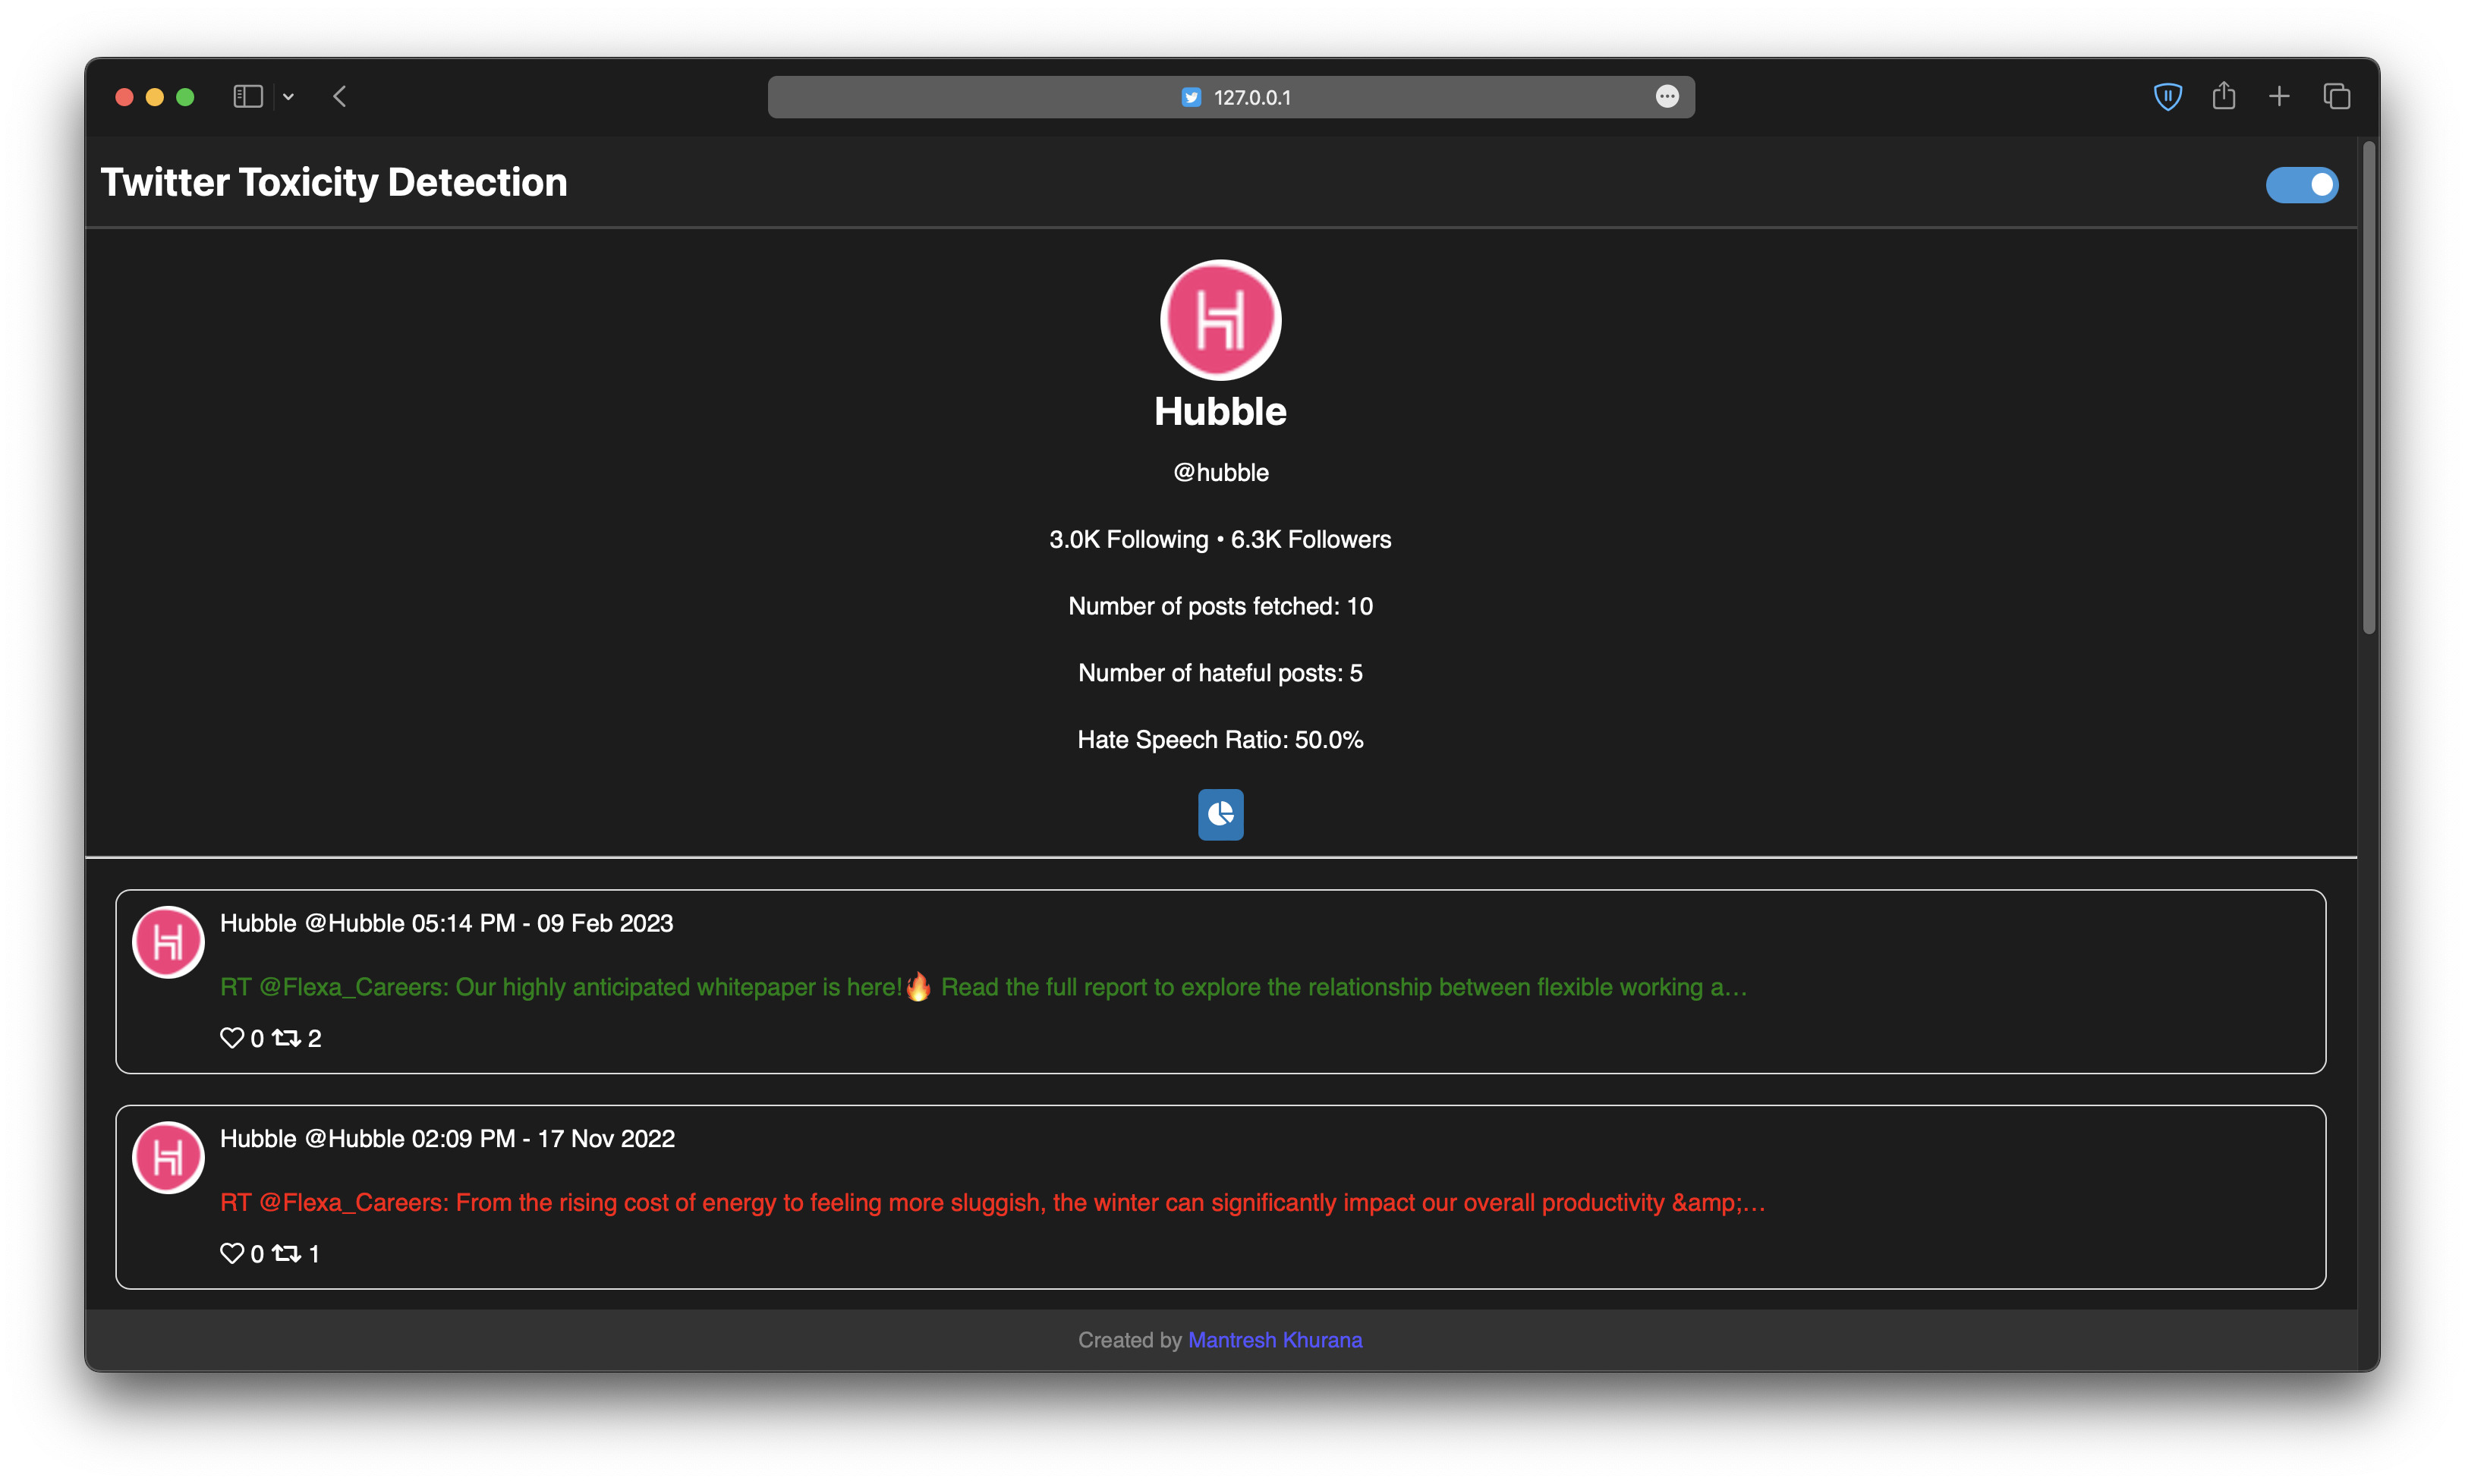 127.0.0.1
Twitter Toxicity Detection
Hubble
@hubble
3.0K Following • 6.3K Followers
Number of posts fetched: 10
Number of hateful posts: 5
Hate Speech Ratio: 50.0%
Hubble @Hubble 05:14 PM - 09 Feb 2023
RT @Flexa_Careers: Our highly anticipated whitepaper is here!🔥 Read the full report to explore the relationship between flexible working a…
0 2
Hubble @Hubble 02:09 PM - 17 Nov 2022
RT @Flexa_Careers: From the rising cost of energy to feeling more sluggish, the winter can significantly impact our overall productivity &amp;…
0 1
Created by Mantresh Khurana